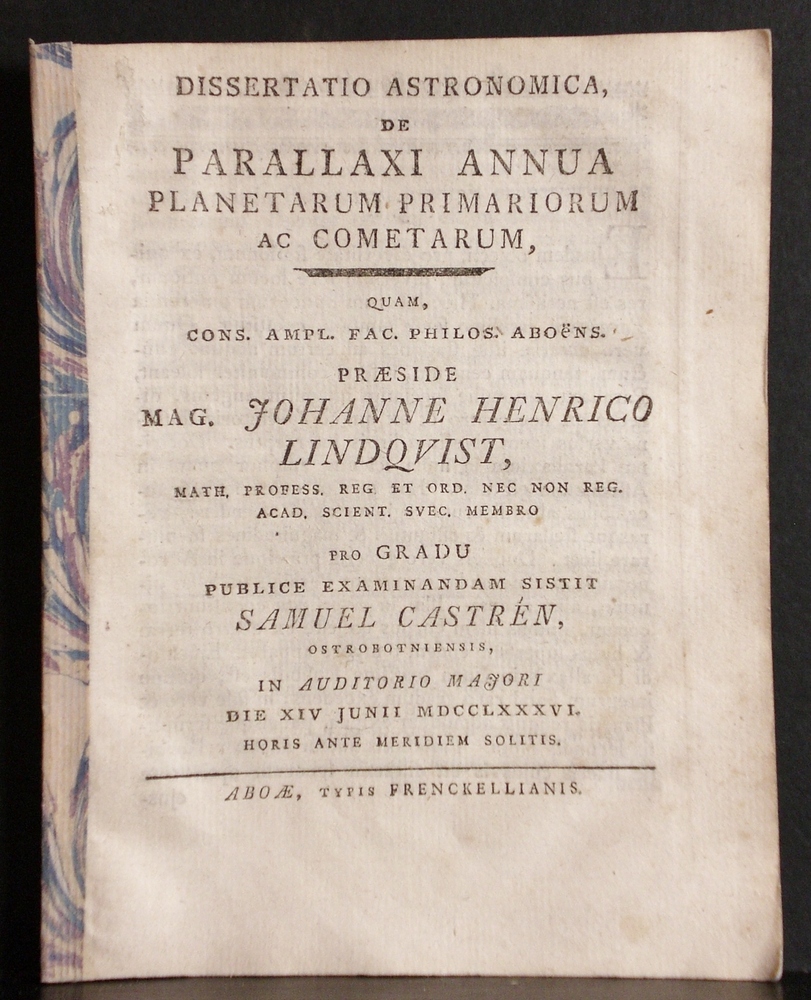 DISSERTATIO ASTRONOMICA,
DE
PARALLAXI ANNUA
PLANETARUM PRIMARIORUM
AC COMETARUM,
QUAM,
CONS. AMPL. FAC. PHILOS. ABOËNS.
PRÆSIDE
MAG. JOHANNE HENRICO
LINDQVIST,
MATH. PROFESS. REG. ET ORD. NEC NON REG.
ACAD. SCIENT. SVEC. MEMBRO
PRO GRADU
PUBLICE EXAMINANDAM SISTIT
SAMUEL CASTRÉN,
OSTROBOTNIENSIS,
IN AUDITORIO MAJORI
DIE XIV JUNII MDCCLXXXVI.
HORIS ANTE MERIDIEM SOLITIS.
ABOÆ, TYPIS FRENCKELLIANIS.